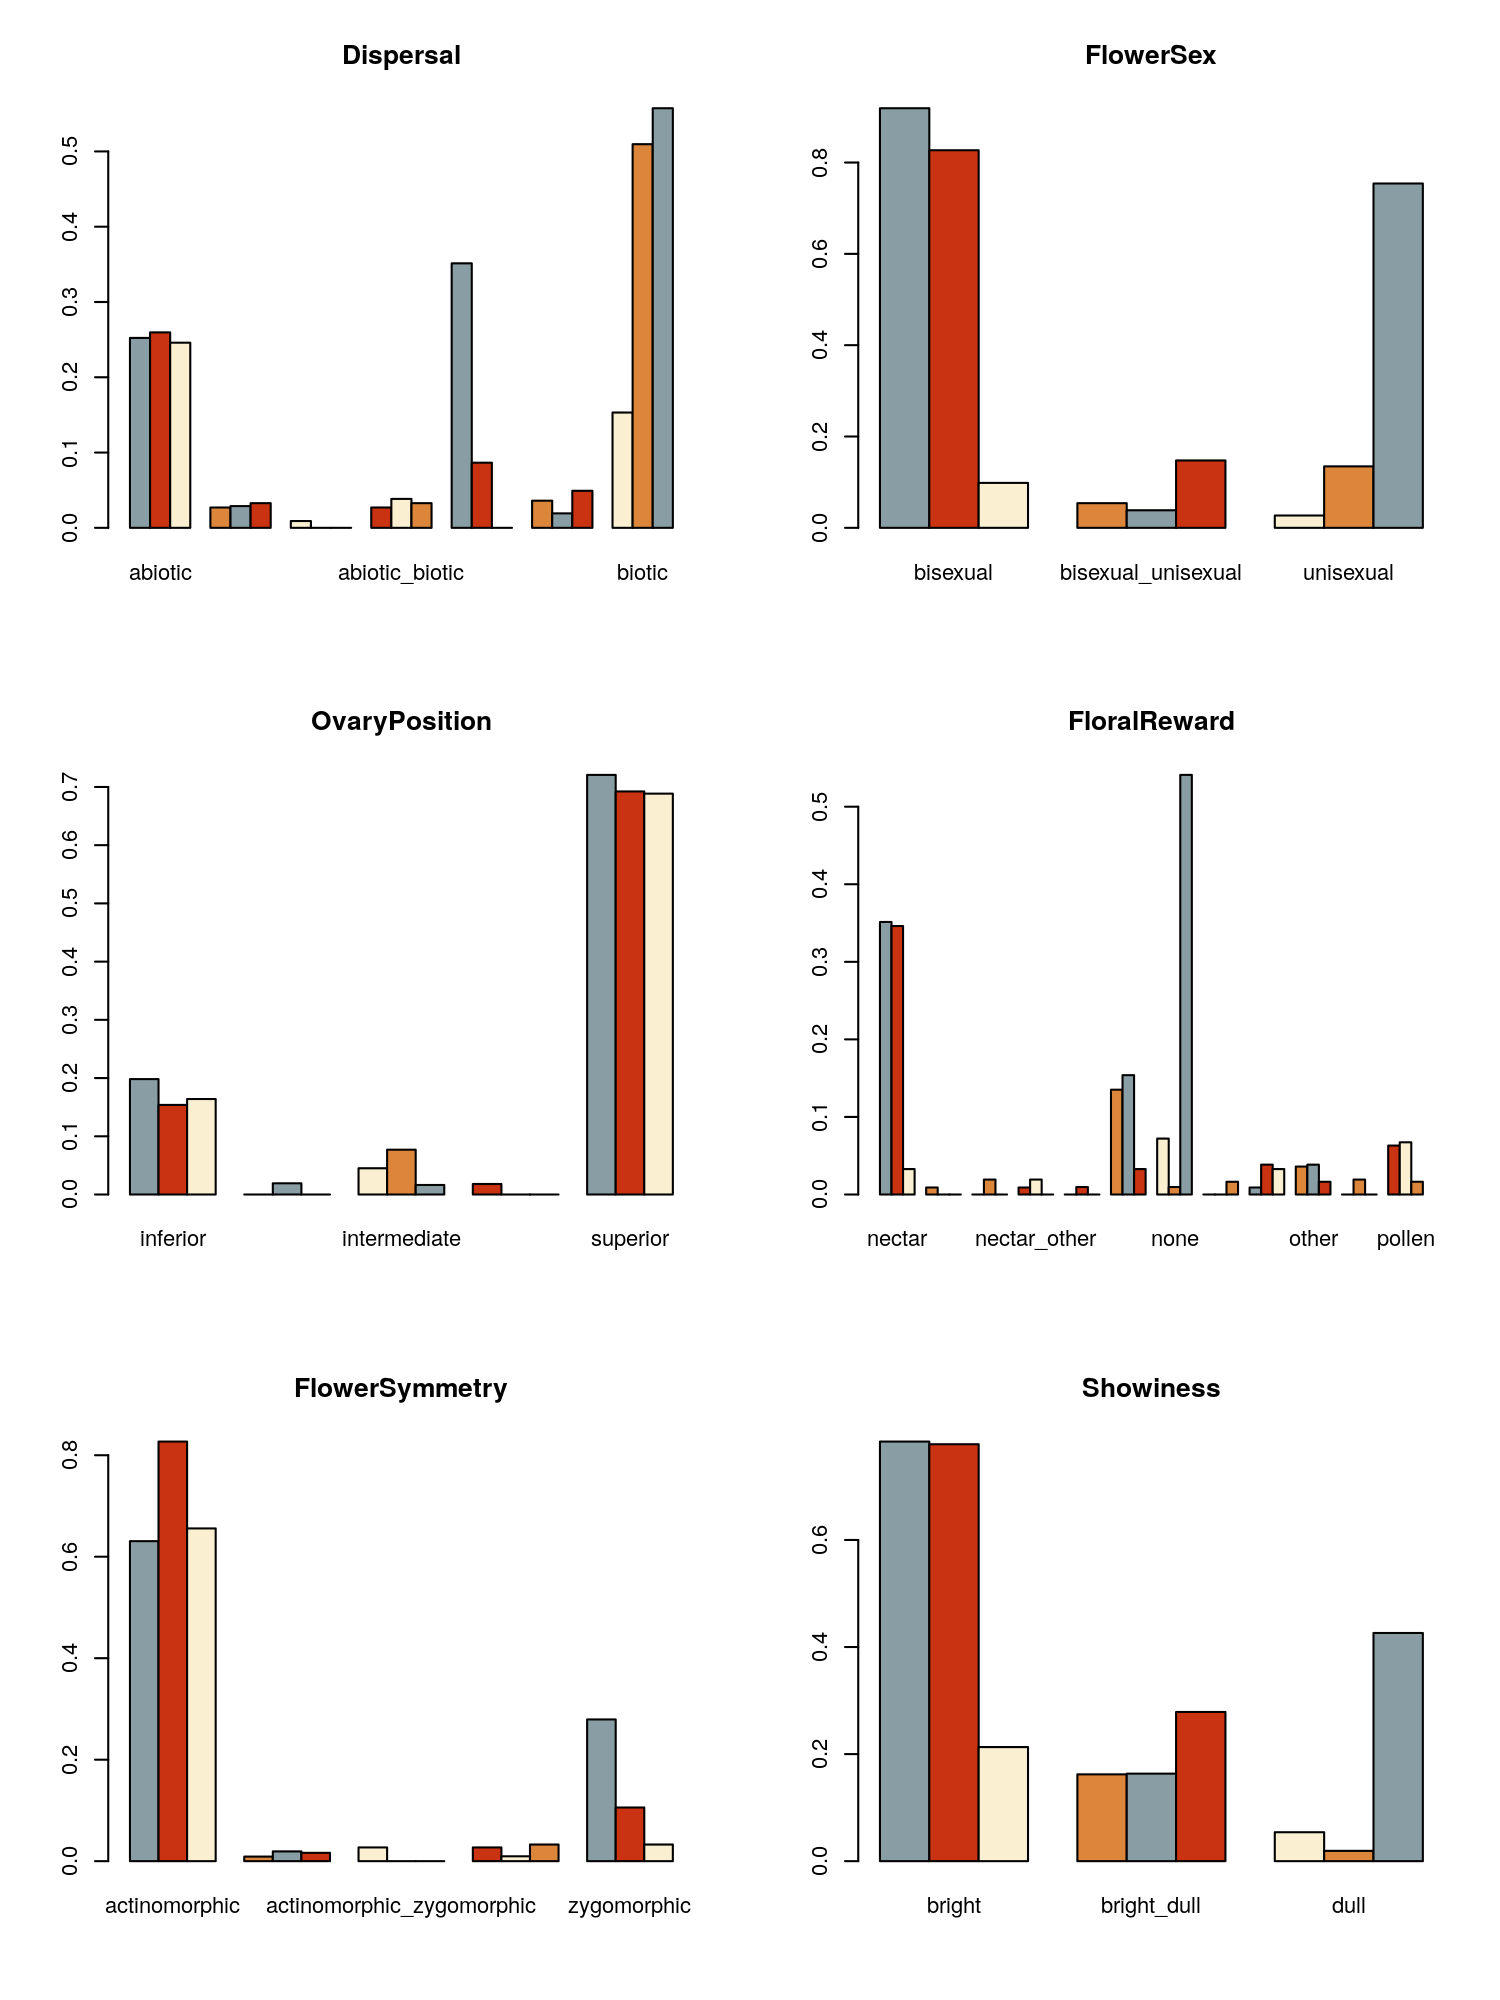 Dispersal
0.5
0.4
0.3
0.2
0.1
0.0
abiotic abiotic_biotic biotic
FlowerSex
0.8
0.6
0.4
0.2
0.0
bisexual bisexual_unisexual unisexual
OvaryPosition
0.7
0.6
0.5
0.4
0.3
0.2
0.1
0.0
inferior intermediate superior
FloralReward
0.5
0.4
0.3
0.2
0.1
0.0
nectar nectar_other none other pollen
FlowerSymmetry
0.8
0.6
0.4
0.2
0.0
actinomorphic actinomorphic_zygomorphic zygomorphic
Showiness
0.6
0.4
0.2
0.0
bright bright_dull dull